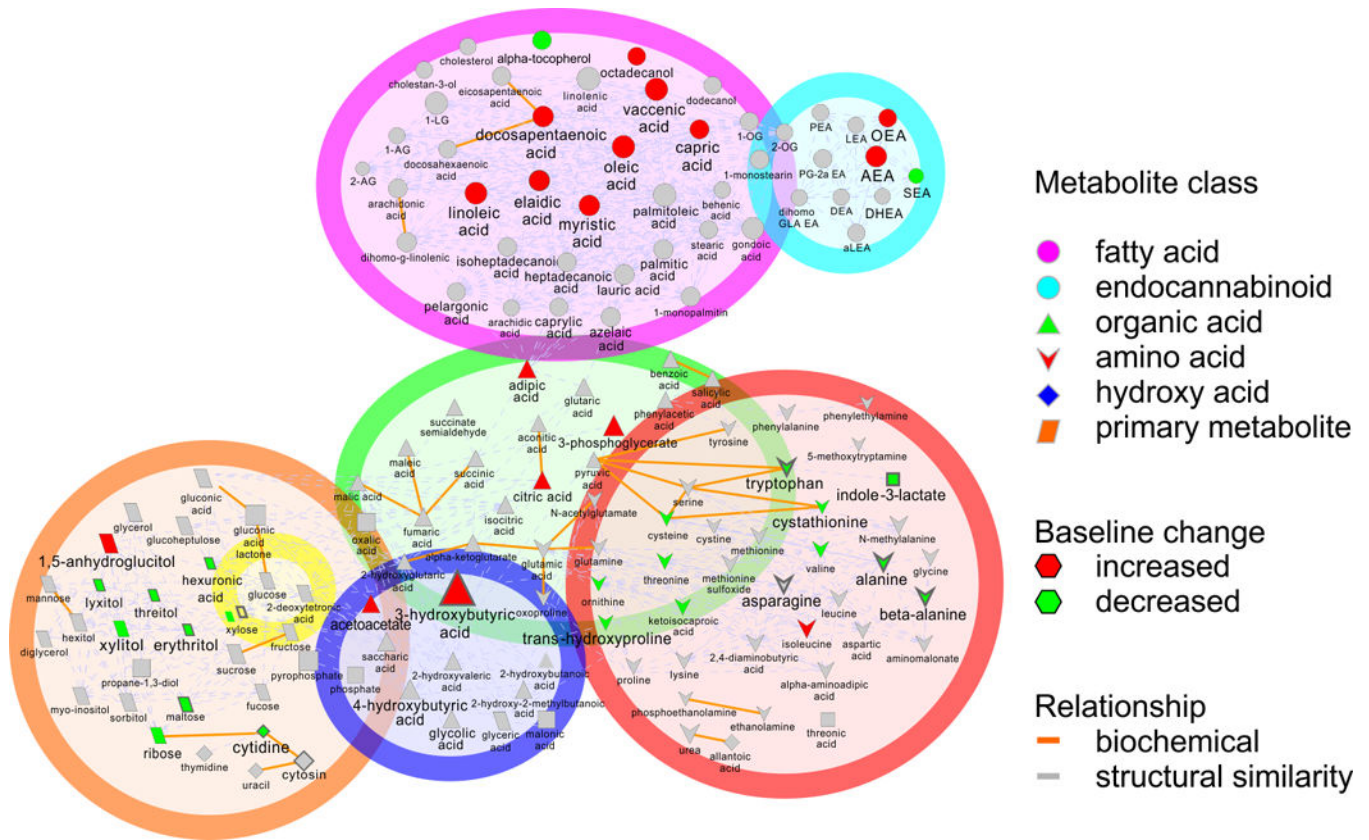 cholesterol
alpha-tocopherol
octadecanol
cholestan-3-ol
eicosapentaenoic
acid
linolenic
acid
vaccenic
acid
dodecanol
1-LG
docosapentaenoic
acid
capric
acid
1-OG
2-OG
PEA
LEA
OEA
1-AG
docosahexaenoic
acid
oleic
acid
1-monostearin
PG-2a EA
AEA
SEA
2-AG
arachidonic
acid
linoleic
acid
elaidic
acid
myristic
acid
palmitoleic
acid
behenic
acid
dihomo
GLA EA
DEA
DHEA
aLEA
dihomo-g-linolenic
isoheptadecanoic
acid
heptadecanoic
acid
lauric acid
palmitic
acid
stearic
acid
gondoic
acid
pelargonic
acid
arachidic
acid
caprylic
acid
azelaic
acid
1-monopalmitin
adipic
acid
glutaric
acid
benzoic
acid
salicylic
acid
phenylacetic
acid
succinate
semialdehyde
aconitic
acid
3-phosphoglycerate
tyrosine
phenylalanine
phenylethylamine
maleic
acid
succinic
acid
pyruvic
acid
5-methoxytryptamine
malic acid
citric acid
N-acetylglutamate
serine
tryptophan
indole-3-lactate
oxalic
acid
fumaric
acid
isocitric
acid
cysteine
cystine
cystathionine
methionine
N-methylalanine
alpha-ketoglutarate
glutamic
acid
glutamine
threonine
methionine
sulfoxide
valine
alanine
glycine
2-hydroxyglutaric
acid
oxoproline
ornithine
asparagine
leucine
beta-alanine
acetoacetate
3-hydroxybutyric
acid
trans-hydroxyproline
ketoisocaproic
acid
isoleucine
aspartic
acid
aminomalonate
saccharic
acid
2-hydroxyvaleric
acid
2-hydroxybutanoic
acid
proline
lysine
2,4-diaminobutyric
acid
alpha-aminoadipic
acid
phosphate
4-hydroxybutyric
acid
2-hydroxy-2-methylbutanoic
acid
phosphoethanolamine
ethanolamine
threonic
acid
glycolic
acid
glyceric
acid
malonic
acid
urea
allantoic
acid
gluconic
acid
glycerol
glucoheptulose
gluconic
acid
lactone
1,5-anhydroglucitol
hexuronic
acid
glucose
mannose
lyxitol
threitol
2-deoxytetronic
acid
hexitol
xylitol
erythritol
xylose
fructose
diglycerol
sucrose
pyrophosphate
propane-1,3-diol
myo-inositol
sorbitol
maltose
fucose
ribose
cytidine
thymidine
uracil
cytosin
Metabolite class
fatty acid
endocannabinoid
organic acid
amino acid
hydroxy acid
primary metabolite
Baseline change
increased
decreased
Relationship
biochemical
structural similarity